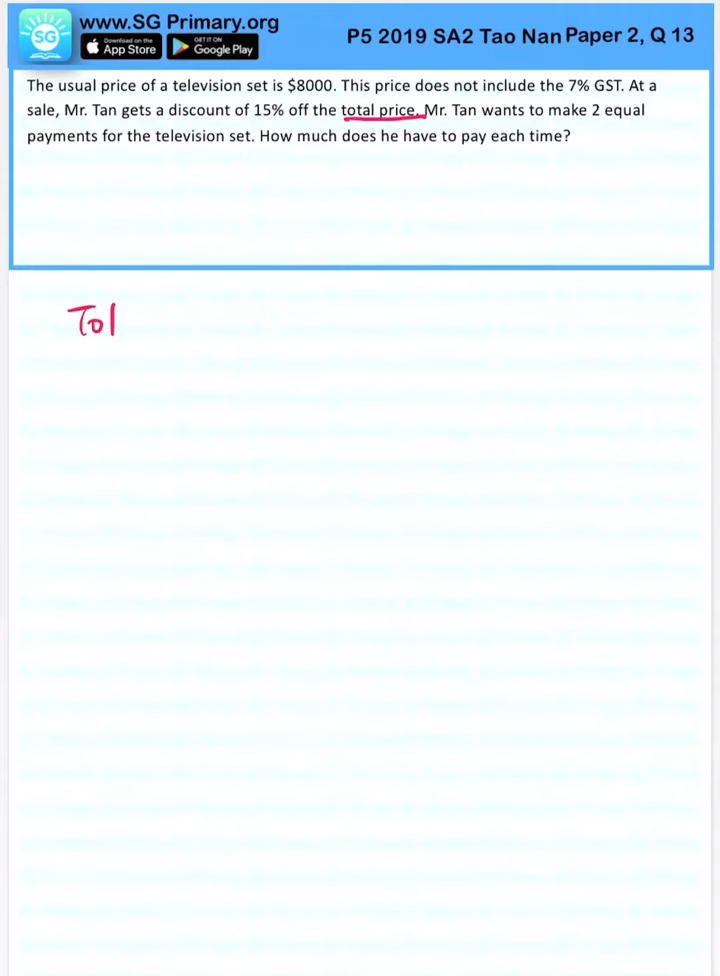 www.SG Primary.org
SG
Download on the
App Store
GET IT ON
Google Play
P5 2019 SA2 Tao Nan Paper 2, Q 13
The usual price of a television set is $8000. This price does not include the 7% GST. At a
sale, Mr. Tan gets a discount of 15% off the total price. Mr. Tan wants to make 2 equal
payments for the television set. How much does he have to pay each time?
Tol